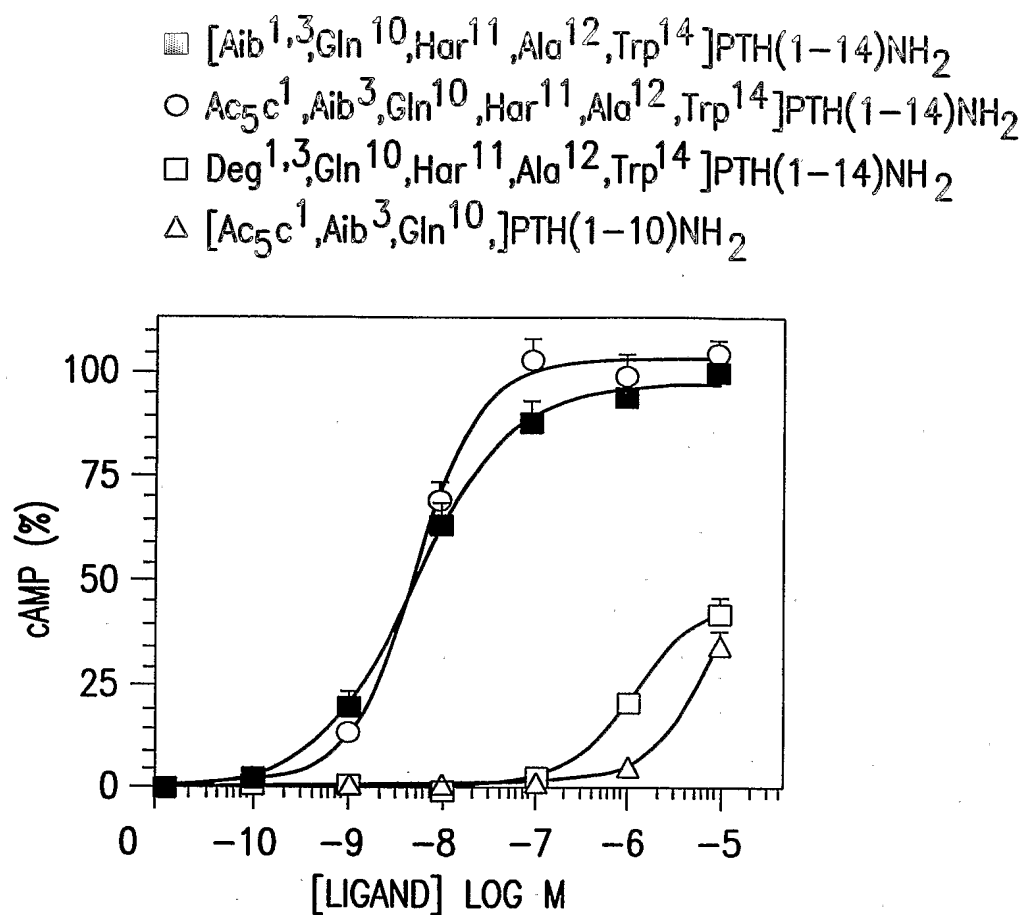 [Aib1,3,Gln10,Har11,Ala12,Trp14]PTH(1-14)NH2
Ac5c1,Aib3,Gln10,Har11,Ala12,Trp14]PTH(1-14)NH2
Deg1,3,Gln10,Har11,Ala12,Trp14]PTH(1-14)NH2
[Ac5c1,Aib3,Gln10,]PTH(1-10)NH2
100
75
50
25
0
cAMP (%)
0 -10 -9 -8 -7 -6 -5
[LIGAND] LOG M